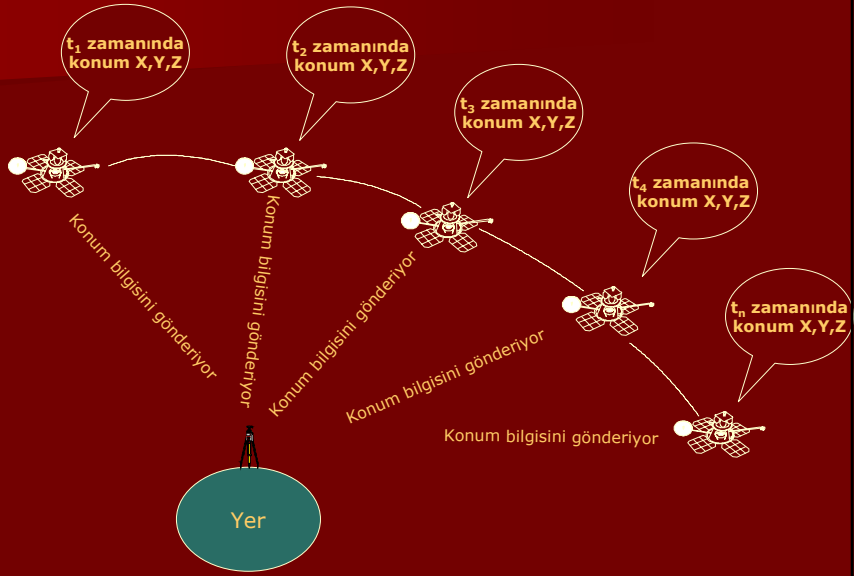 t₁ zamanında
konum X,Y,Z
t₂ zamanında
konum X,Y,Z
t₃ zamanında
konum X,Y,Z
t₄ zamanında
konum X,Y,Z
tₙ zamanında
konum X,Y,Z
Konum bilgisini gönderiyor
Konum bilgisini gönderiyor
Konum bilgisini gönderiyor
Konum bilgisini gönderiyor
Konum bilgisini gönderiyor
Yer